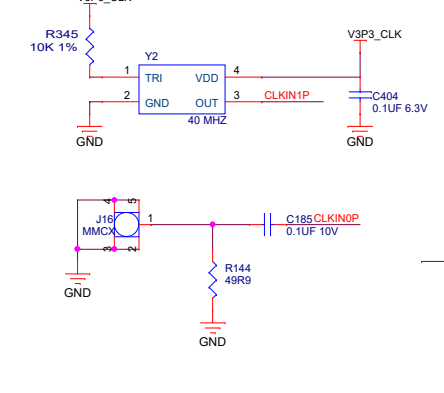 R345
10K 1%
Y2
V3P3_CLK
1
TRI
VDD
4
2
GND
OUT
3
CLKIN1P
40 MHZ
C404
0.1UF 6.3V
GND
GND
4
5
J16
MMCX
1
3
2
C185
CLKIN0P
0.1UF 10V
R144
49R9
GND
GND